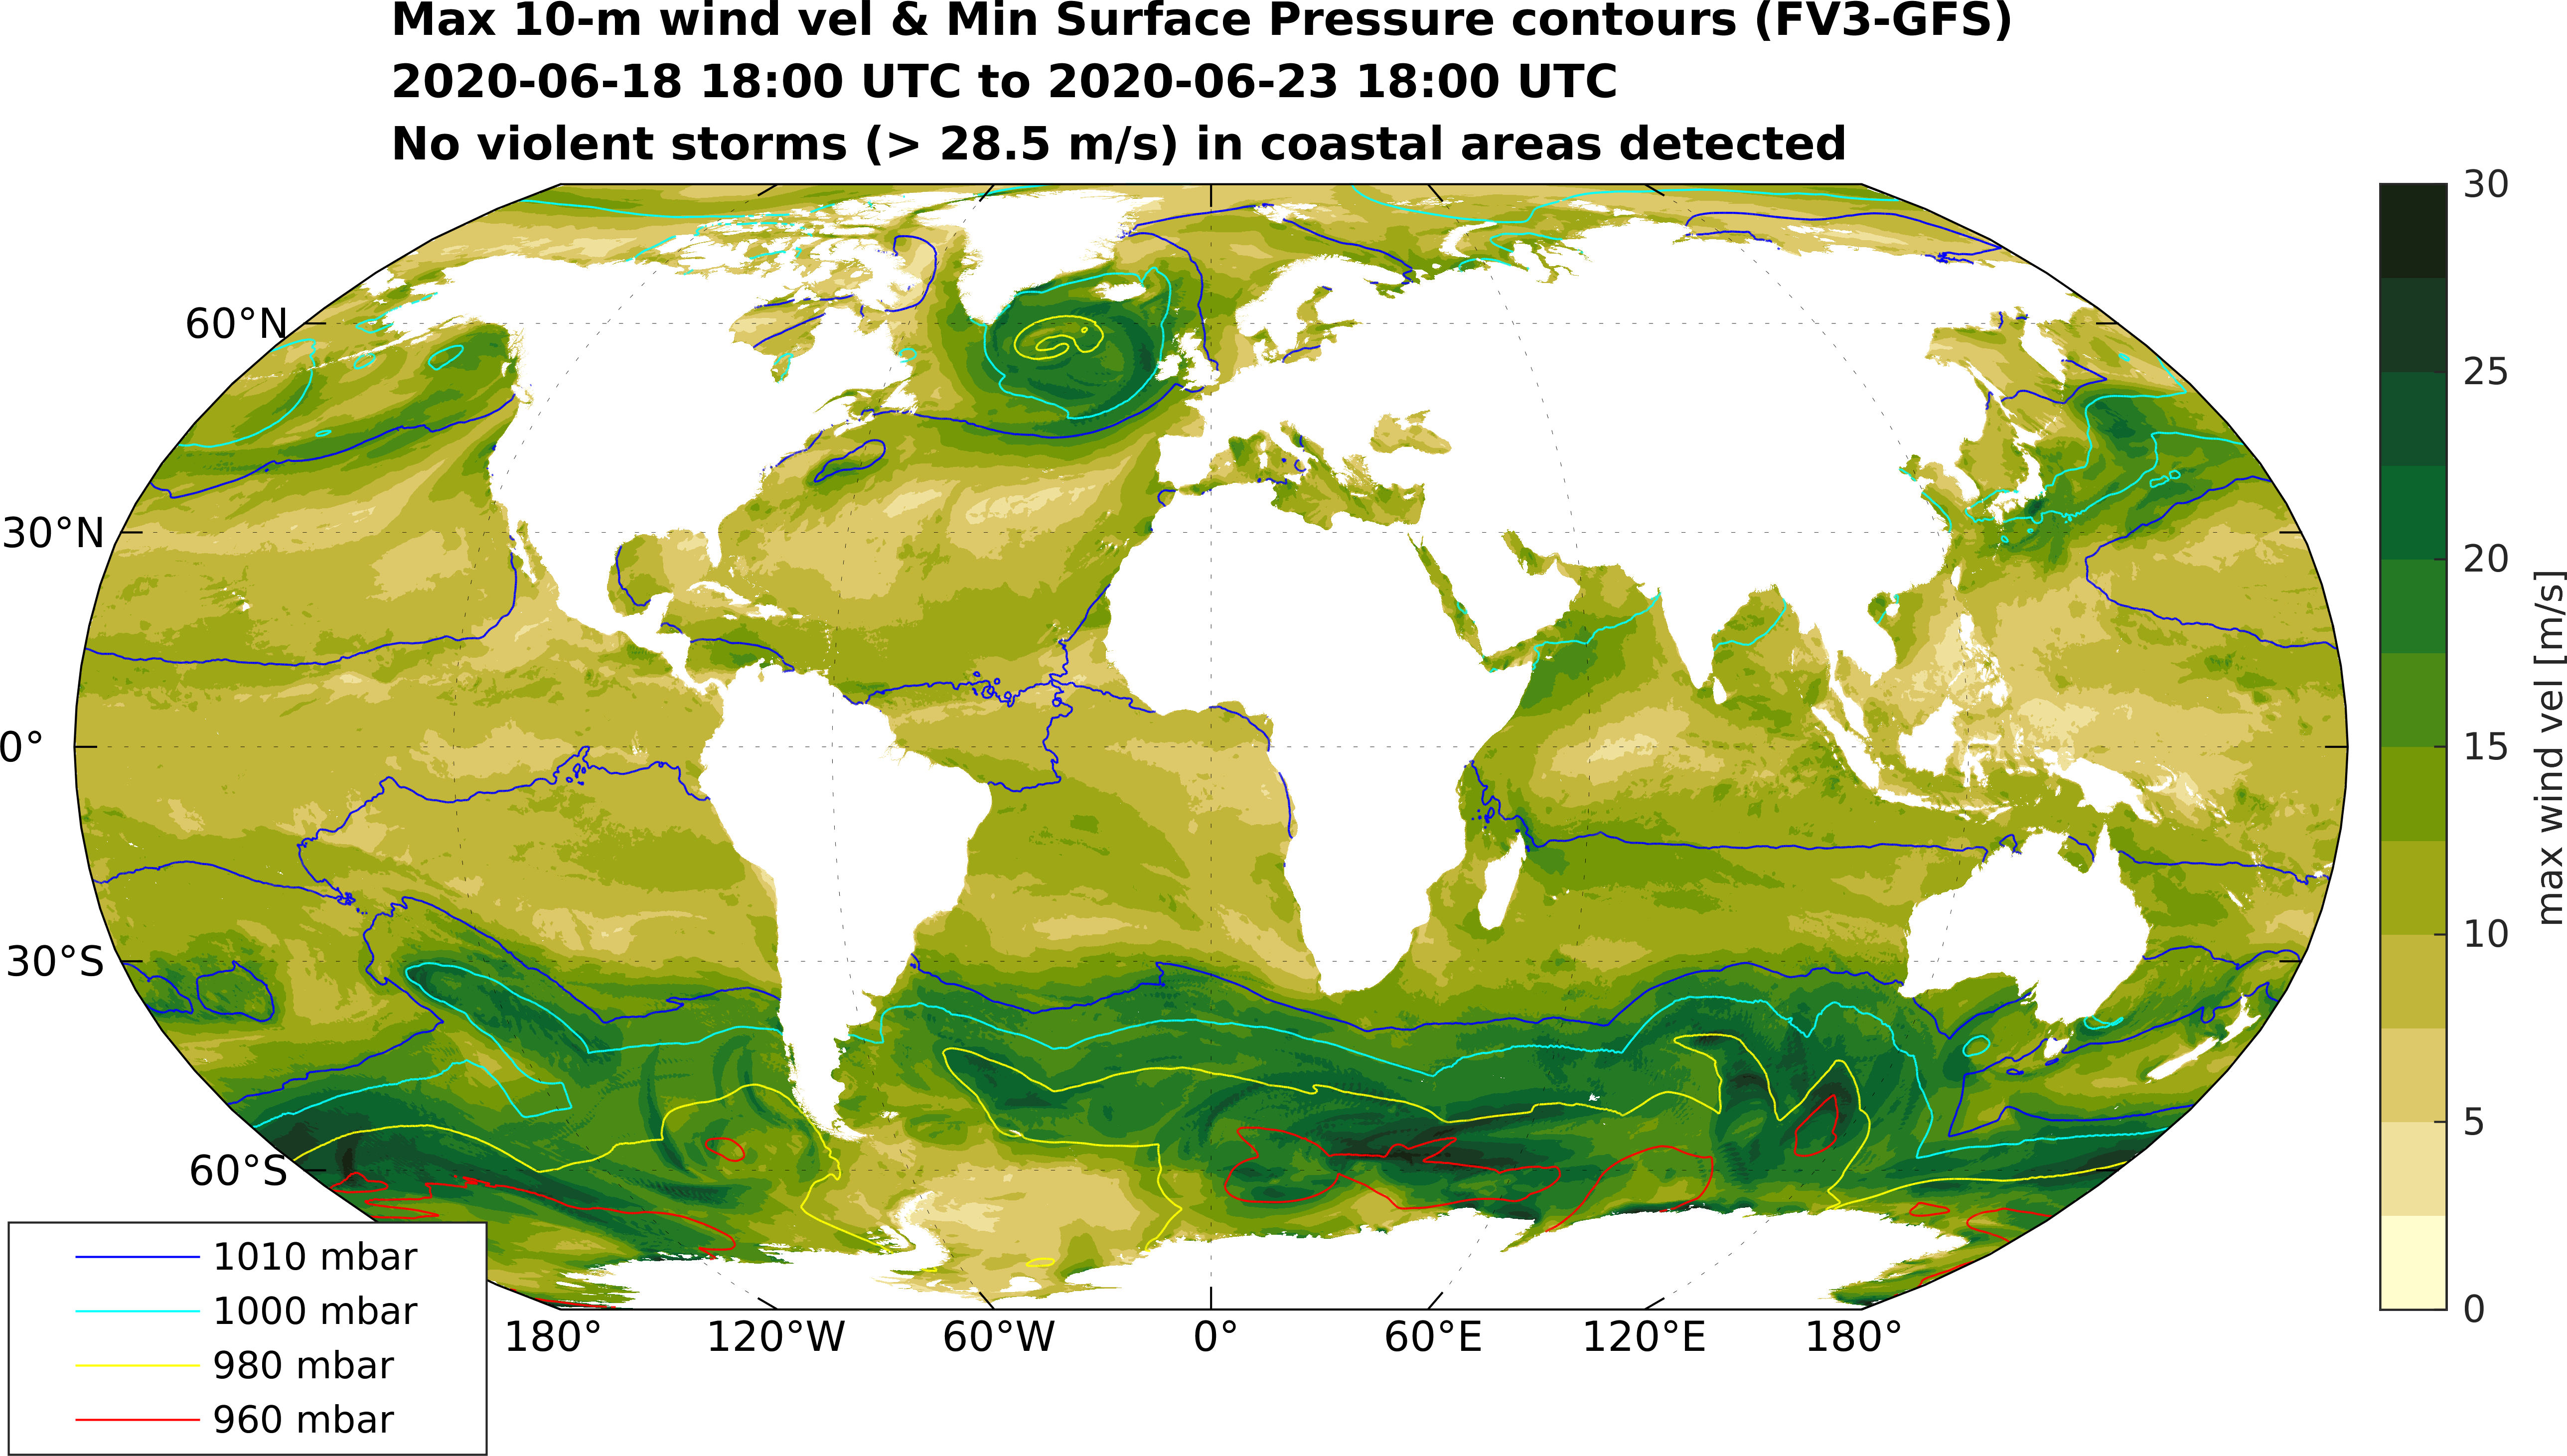 Max 10-m wind vel & Min Surface Pressure contours (FV3-GFS)
2020-06-18 18:00 UTC to 2020-06-23 18:00 UTC
No violent storms (> 28.5 m/s) in coastal areas detected
60°N
30°N
0°
30°S
60°S
180°
120°W
60°W
0°
60°E
120°E
180°
1010 mbar
1000 mbar
980 mbar
960 mbar
30
25
20
15
10
5
0
max wind vel [m/s]